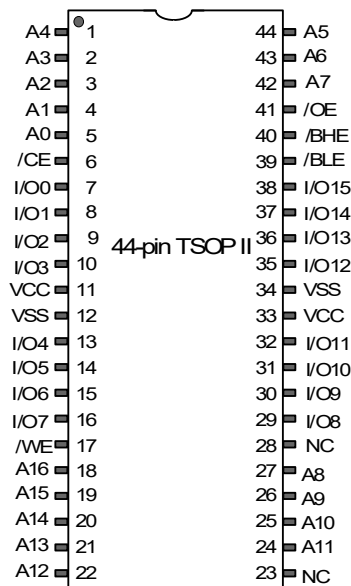 A4 1 44 A5
A3 2 43 A6
A2 3 42 A7
A1 4 41 /OE
A0 5 40 /BHE
/CE 6 39 /BLE
I/O0 7 38 I/O15
I/O1 8 37 I/O14
I/O2 9 44-pin TSOP II 36 I/O13
I/O3 10 35 I/O12
VCC 11 34 VSS
VSS 12 33 VCC
I/O4 13 32 I/O11
I/O5 14 31 I/O10
I/O6 15 30 I/O9
I/O7 16 29 I/O8
/WE 17 28 NC
A16 18 27 A8
A15 19 26 A9
A14 20 25 A10
A13 21 24 A11
A12 22 23 NC